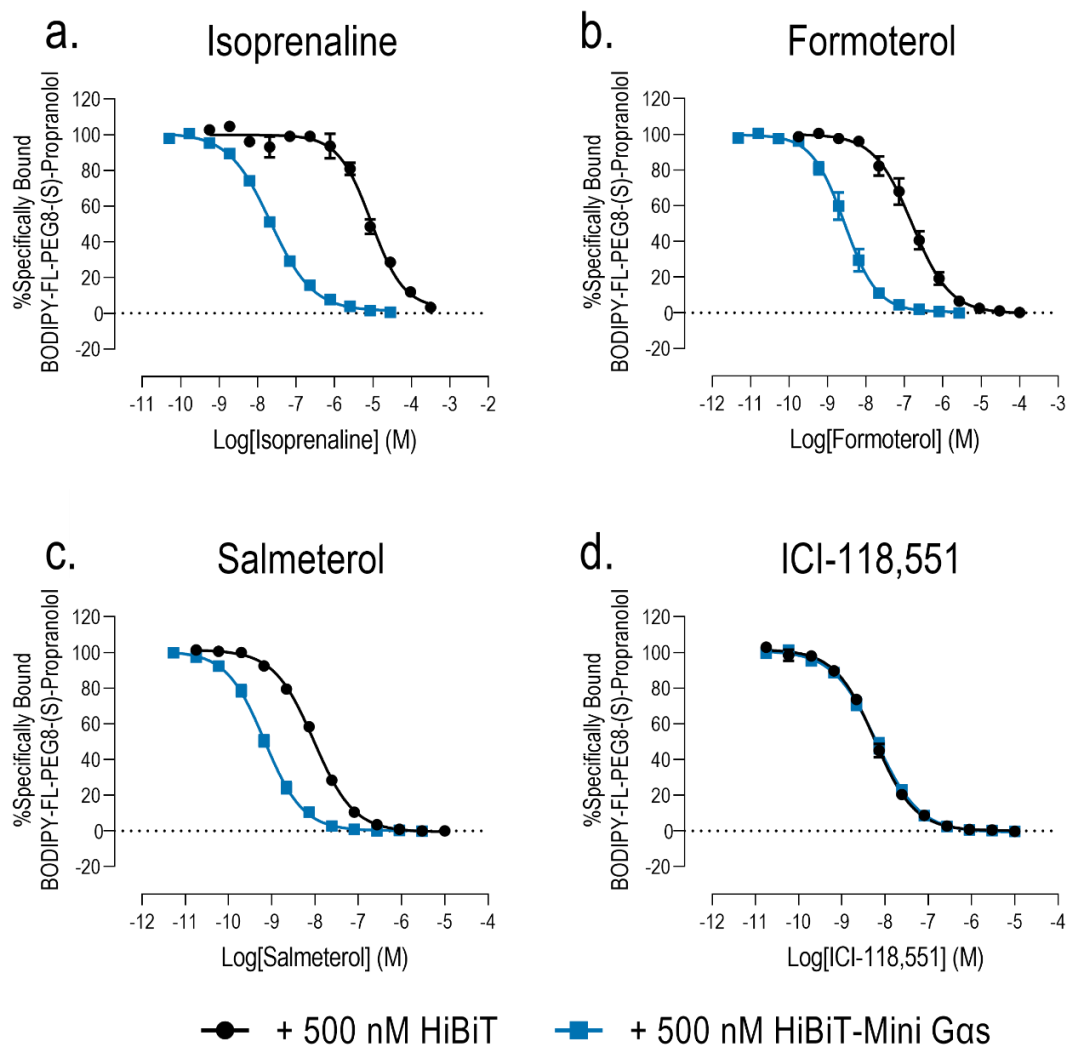 a.
Isoprenaline
%Specifically Bound
BODIPY-FL-PEG8-(S)-Propranolol
120
100
80
60
40
20
0
-20
-11 -10 -9 -8 -7 -6 -5 -4 -3 -2
Log[Isoprenaline] (M)
b.
Formoterol
%Specifically Bound
BODIPY-FL-PEG8-(S)-Propranolol
120
100
80
60
40
20
0
-20
-12 -11 -10 -9 -8 -7 -6 -5 -4 -3
Log[Formoterol] (M)
c.
Salmeterol
%Specifically Bound
BODIPY-FL-PEG8-(S)-Propranolol
120
100
80
60
40
20
0
-20
-12 -11 -10 -9 -8 -7 -6 -5 -4
Log[Salmeterol] (M)
d.
ICI-118,551
%Specifically Bound
BODIPY-FL-PEG8-(S)-Propranolol
120
100
80
60
40
20
0
-20
-12 -11 -10 -9 -8 -7 -6 -5 -4
Log[ICI-118,551] (M)
+ 500 nM HiBiT
+ 500 nM HiBiT-Mini Gαs